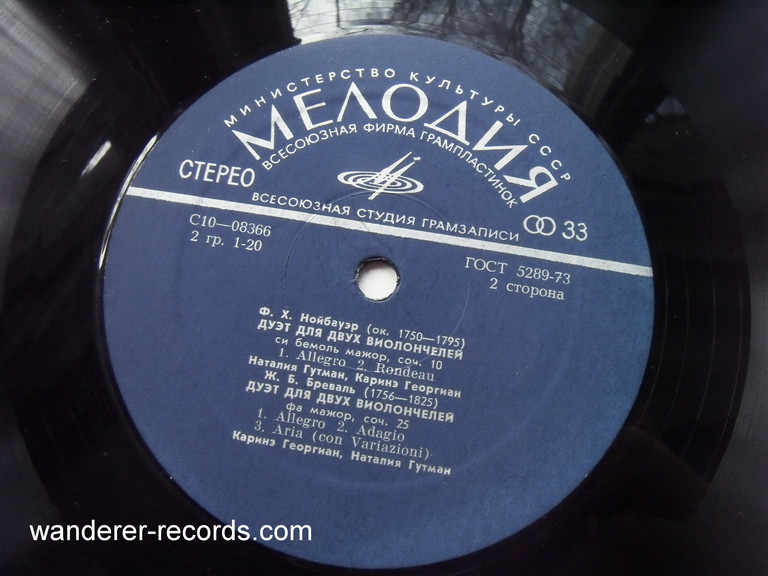 МИНИСТЕРСТВО КУЛЬТУРЫ СССР
МЕЛОДИЯ
ВСЕСОЮЗНАЯ ФИРМА ГРАМПЛАСТИНОК
СТЕРЕО
ВСЕСОЮЗНАЯ СТУДИЯ ГРАМЗАПИСИ
33
С10—08366
2 гр. 1-20
ГОСТ 5289-73
2 сторона
Ф. Х. Нойбауэр (ок. 1750—1795)
ДУЭТ ДЛЯ ДВУХ ВИОЛОНЧЕЛЕЙ
си бемоль мажор, соч. 10
1. Allegro 2. Rondeau
Наталия Гутман, Каринэ Георгиан
Ж. Б. Бреваль (1756—1825)
ДУЭТ ДЛЯ ДВУХ ВИОЛОНЧЕЛЕЙ
фа мажор, соч. 25
1. Allegro 2. Adagio
3. Aria (con Variazioni)
Каринэ Георгиан, Наталия Гутман
wanderer-records.com